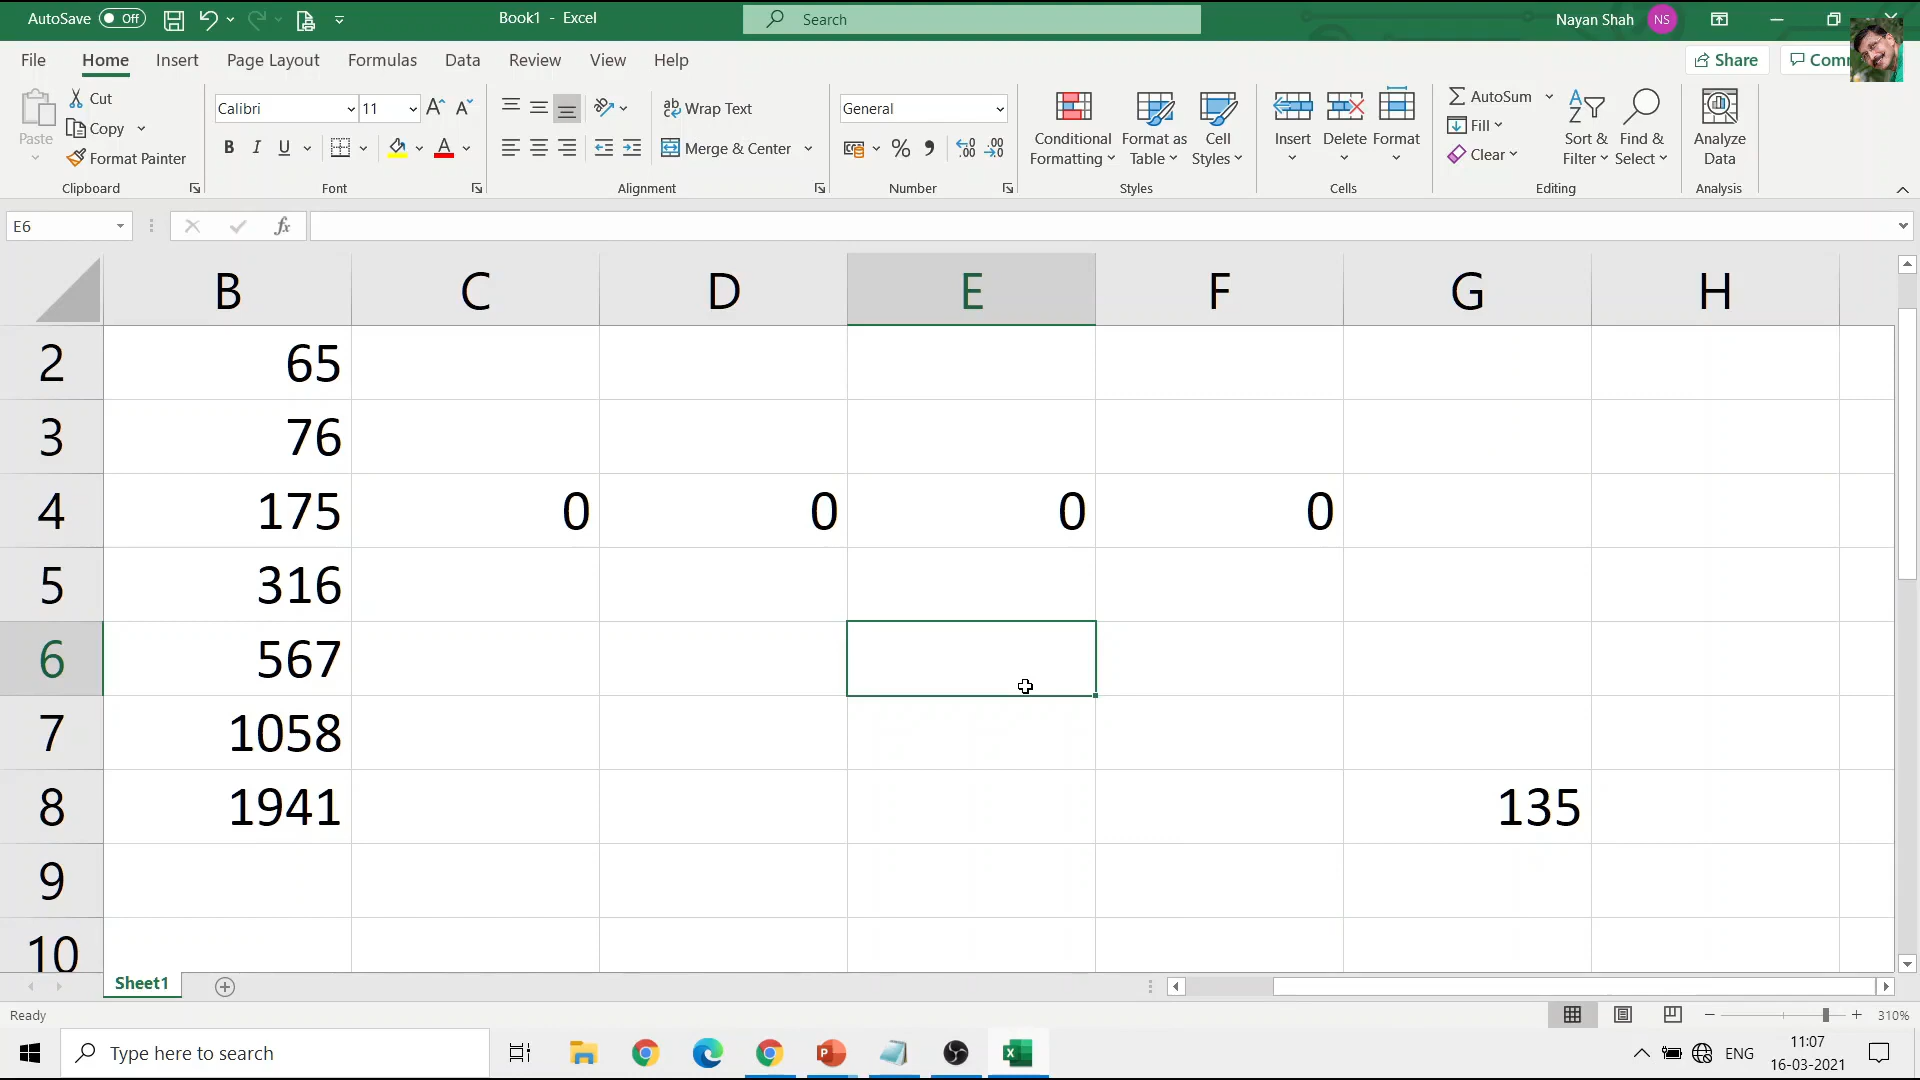 AutoSave Off Book1 - Excel Search Nayan Shah NS
File Home Insert Page Layout Formulas Data Review View Help Share Comm
Paste Cut Copy Format Painter Clipboard
Calibri 11 B I U A Font
Wrap Text Merge & Center Alignment
General % Number
Conditional Formatting Format as Table Cell Styles Styles
Insert Delete Format Cells
AutoSum Fill Clear Sort & Filter Find & Select Editing
Analyze Data Analysis
E6 fx
B C D E F G H
2 65
3 76
4 175 0 0 0 0
5 316
6 567
7 1058
8 1941 135
9
10
Sheet1
Ready 310%
Type here to search ENG 11:07
16-03-2021